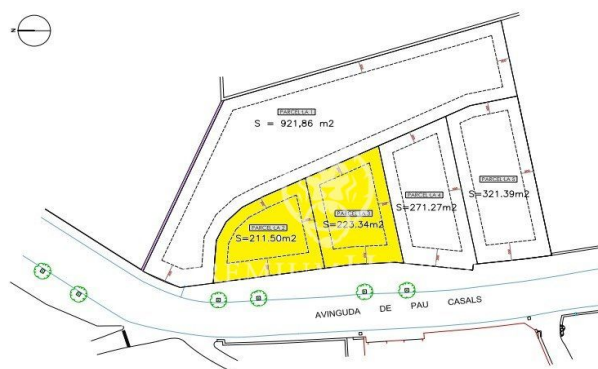 N
PARCEL·LA 1
S = 921,86 m2
PARCEL·LA 5
S=321.39m2
PARCEL·LA 4
S=271.27m2
PARCEL·LA 3
S=223.34m2
PARCEL·LA 2
S=211.50m2
AVINGUDA DE PAU CASALS